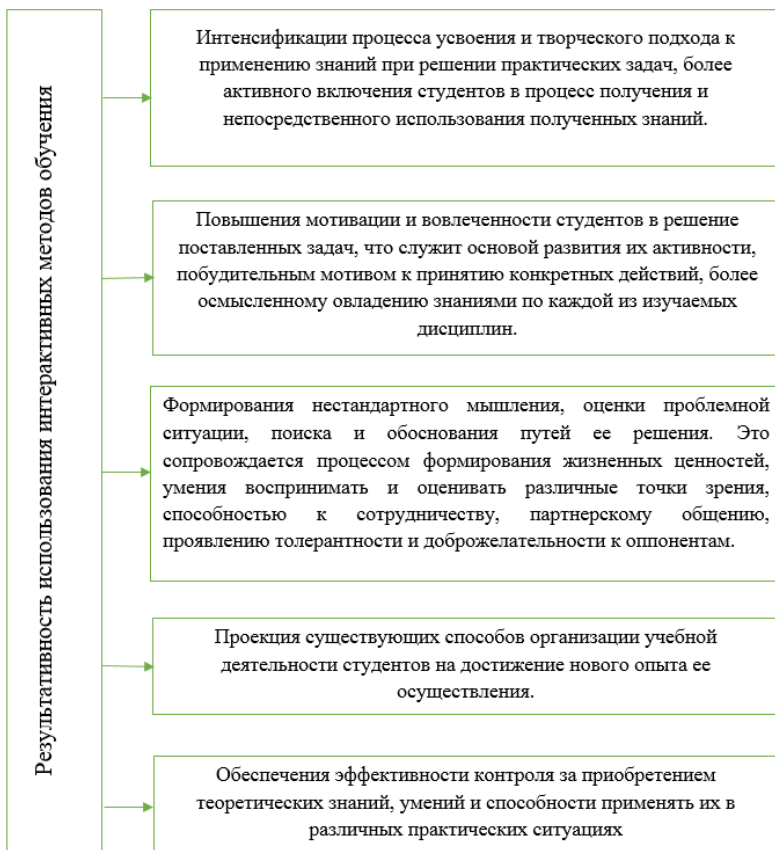 Результативность использования интерактивных методов обучения
Интенсификации процесса усвоения и творческого подхода к
применению знаний при решении практических задач, более
активного включения студентов в процесс получения и
непосредственного использования полученных знаний.
Повышения мотивации и вовлеченности студентов в решение
поставленных задач, что служит основой развития их активности,
побудительным мотивом к принятию конкретных действий, более
осмысленному овладению знаниями по каждой из изучаемых
дисциплин.
Формирования нестандартного мышления, оценки проблемной
ситуации, поиска и обоснования путей ее решения. Это
сопровождается процессом формирования жизненных ценностей,
умения воспринимать и оценивать различные точки зрения,
способностью к сотрудничеству, партнерскому общению,
проявлению толерантности и доброжелательности к оппонентам.
Проекция существующих способов организации учебной
деятельности студентов на достижение нового опыта ее
осуществления.
Обеспечения эффективности контроля за приобретением
теоретических знаний, умений и способности применять их в
различных практических ситуациях